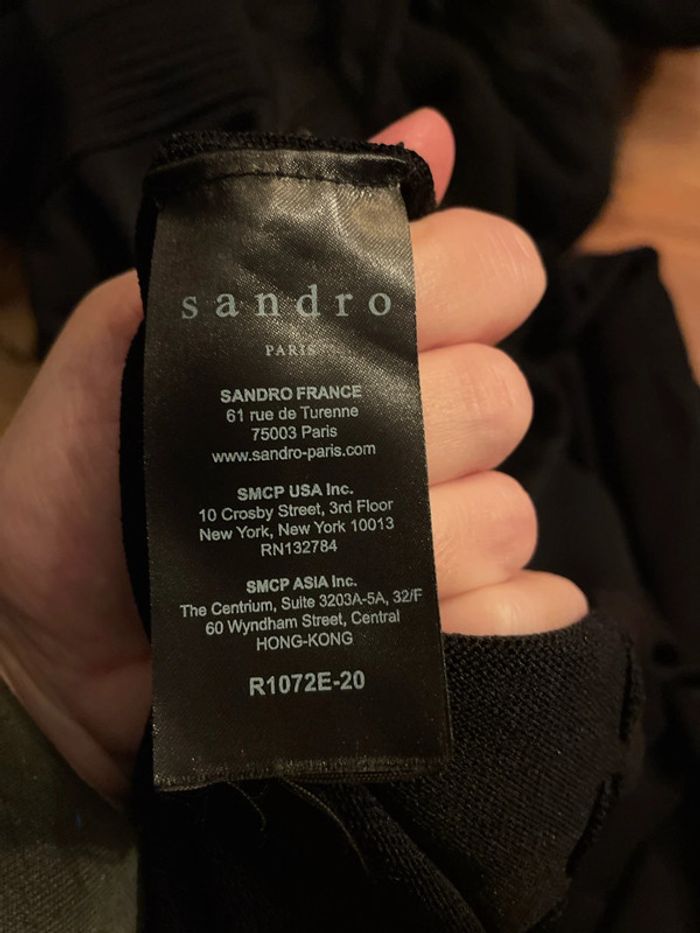 sandro
PARIS
SANDRO FRANCE
61 rue de Turenne
75003 Paris
www.sandro-paris.com
SMCP USA Inc.
10 Crosby Street, 3rd Floor
New York, New York 10013
RN132784
SMCP ASIA Inc.
The Centrium, Suite 3203A-5A, 32/F
60 Wyndham Street, Central
HONG-KONG
R1072E-20